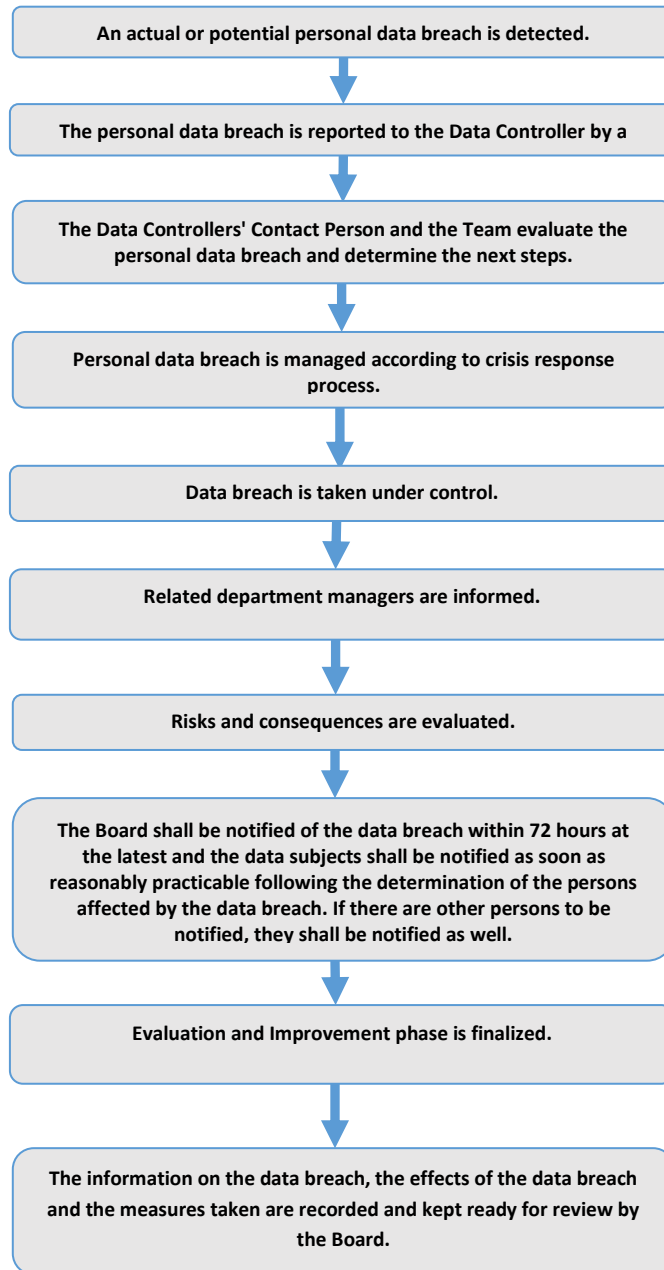 An actual or potential personal data breach is detected.
The personal data breach is reported to the Data Controller by a
The Data Controllers' Contact Person and the Team evaluate the
personal data breach and determine the next steps.
Personal data breach is managed according to crisis response
process.
Data breach is taken under control.
Related department managers are informed.
Risks and consequences are evaluated.
The Board shall be notified of the data breach within 72 hours at
the latest and the data subjects shall be notified as soon as
reasonably practicable following the determination of the persons
affected by the data breach. If there are other persons to be
notified, they shall be notified as well.
Evaluation and Improvement phase is finalized.
The information on the data breach, the effects of the data breach
and the measures taken are recorded and kept ready for review by
the Board.